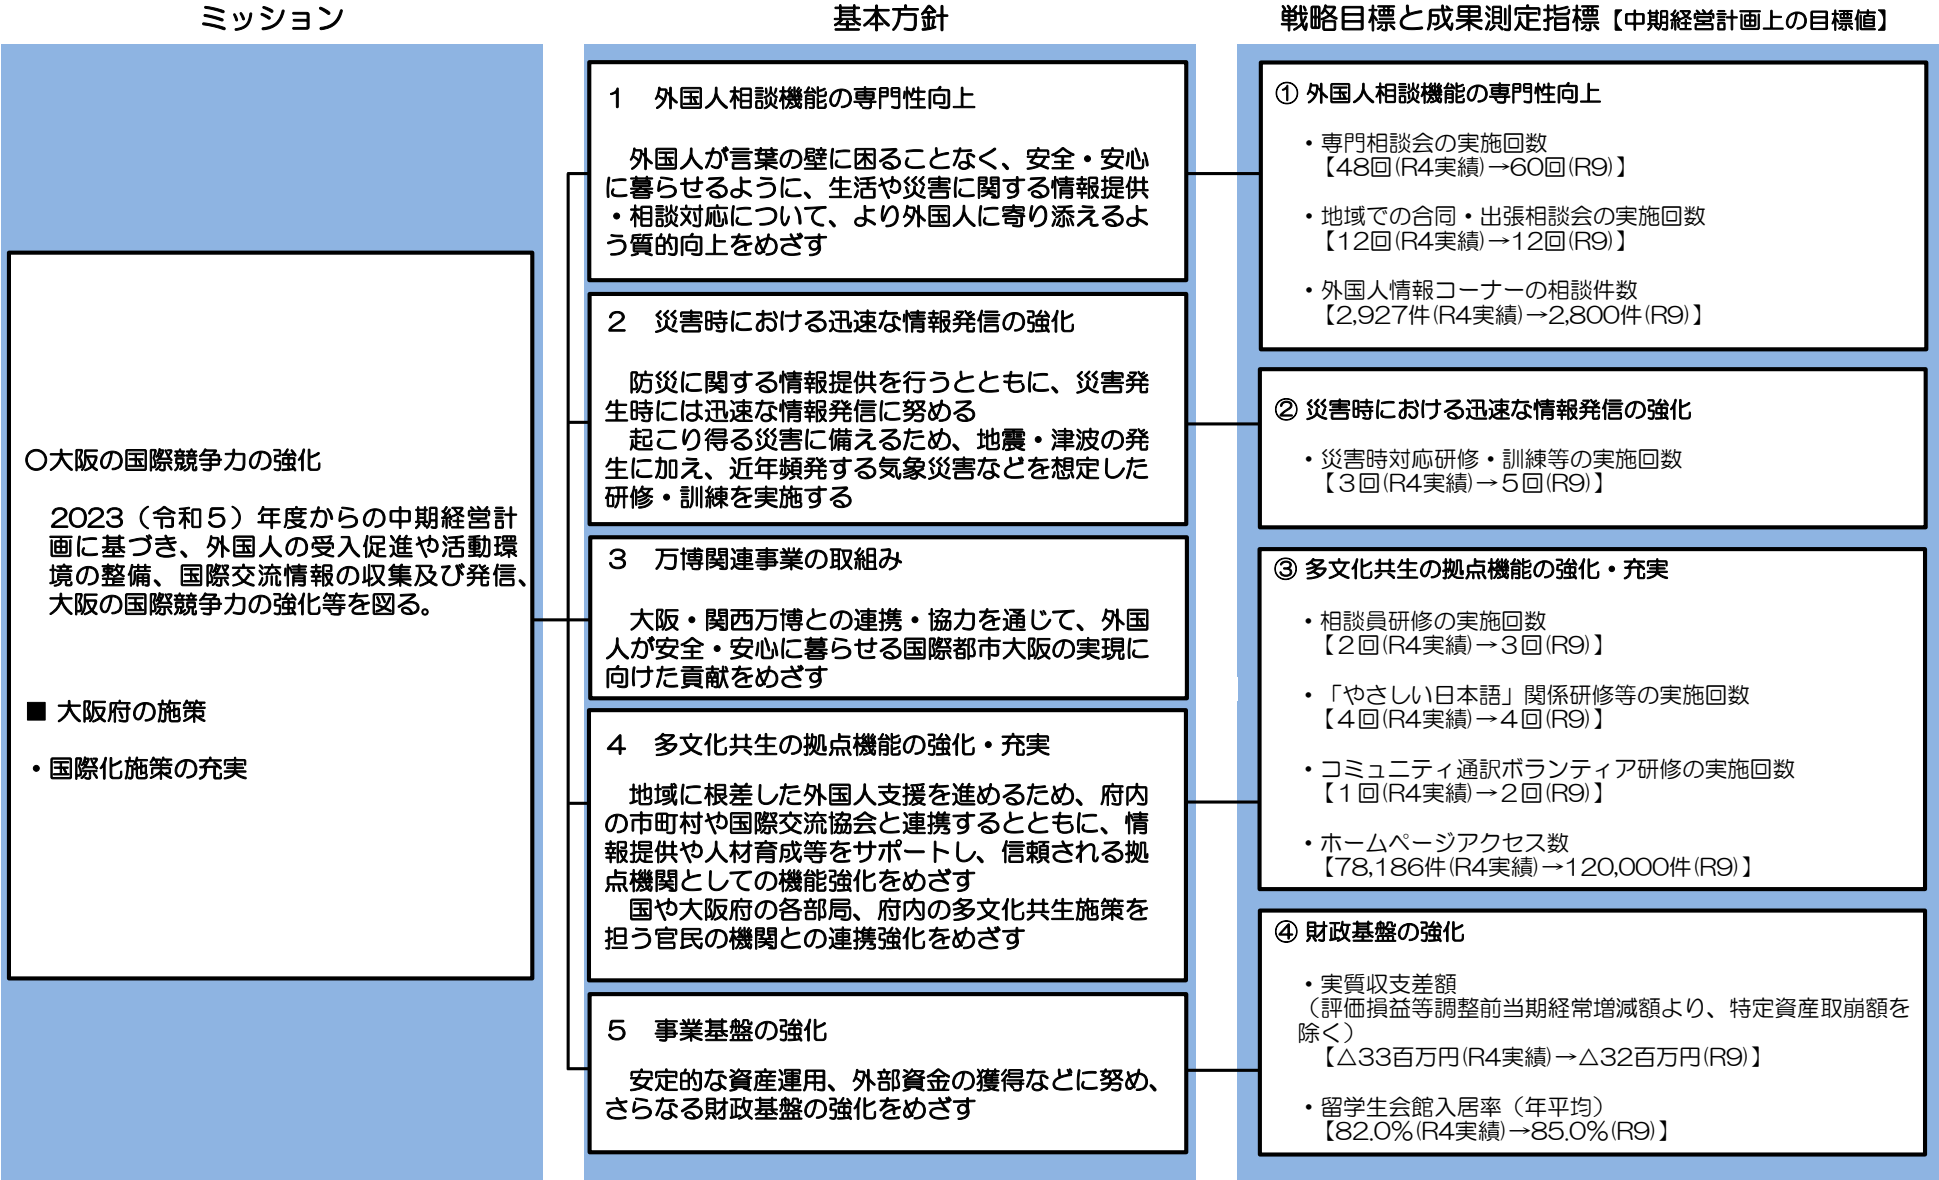 ミッション
○大阪の国際競争力の強化
2023（令和５）年度からの中期経営計
画に基づき、外国人の受入促進や活動環
境の整備、国際交流情報の収集及び発信、
大阪の国際競争力の強化等を図る。
■ 大阪府の施策
・国際化施策の充実
基本方針
１　外国人相談機能の専門性向上
外国人が言葉の壁に困ることなく、安全・安心
に暮らせるように、生活や災害に関する情報提供
・相談対応について、より外国人に寄り添えるよ
う質的向上をめざす
２　災害時における迅速な情報発信の強化
防災に関する情報提供を行うとともに、災害発
生時には迅速な情報発信に努める
起こり得る災害に備えるため、地震・津波の発
生に加え、近年頻発する気象災害などを想定した
研修・訓練を実施する
３　万博関連事業の取組み
大阪・関西万博との連携・協力を通じて、外国
人が安全・安心に暮らせる国際都市大阪の実現に
向けた貢献をめざす
４　多文化共生の拠点機能の強化・充実
地域に根差した外国人支援を進めるため、府内
の市町村や国際交流協会と連携するとともに、情
報提供や人材育成等をサポートし、信頼される拠
点機関としての機能強化をめざす
国や大阪府の各部局、府内の多文化共生施策を
担う官民の機関との連携強化をめざす
５　事業基盤の強化
安定的な資産運用、外部資金の獲得などに努め、
さらなる財政基盤の強化をめざす
戦略目標と成果測定指標【中期経営計画上の目標値】
① 外国人相談機能の専門性向上
・専門相談会の実施回数
【48回(R4実績)→60回(R9)】
・地域での合同・出張相談会の実施回数
【12回(R4実績)→12回(R9)】
・外国人情報コーナーの相談件数
【2,927件(R4実績)→2,800件(R9)】
② 災害時における迅速な情報発信の強化
・災害時対応研修・訓練等の実施回数
【３回(R4実績)→５回(R9)】
③ 多文化共生の拠点機能の強化・充実
・相談員研修の実施回数
【２回(R4実績)→３回(R9)】
・「やさしい日本語」関係研修等の実施回数
【４回(R4実績)→４回(R9)】
・コミュニティ通訳ボランティア研修の実施回数
【１回(R4実績)→２回(R9)】
・ホームページアクセス数
【78,186件(R4実績)→120,000件(R9)】
④ 財政基盤の強化
・実質収支差額
（評価損益等調整前当期経常増減額より、特定資産取崩額を
除く）
【△33百万円(R4実績)→△32百万円(R9)】
・留学生会館入居率（年平均）
【82.0%(R4実績)→85.0%(R9)】